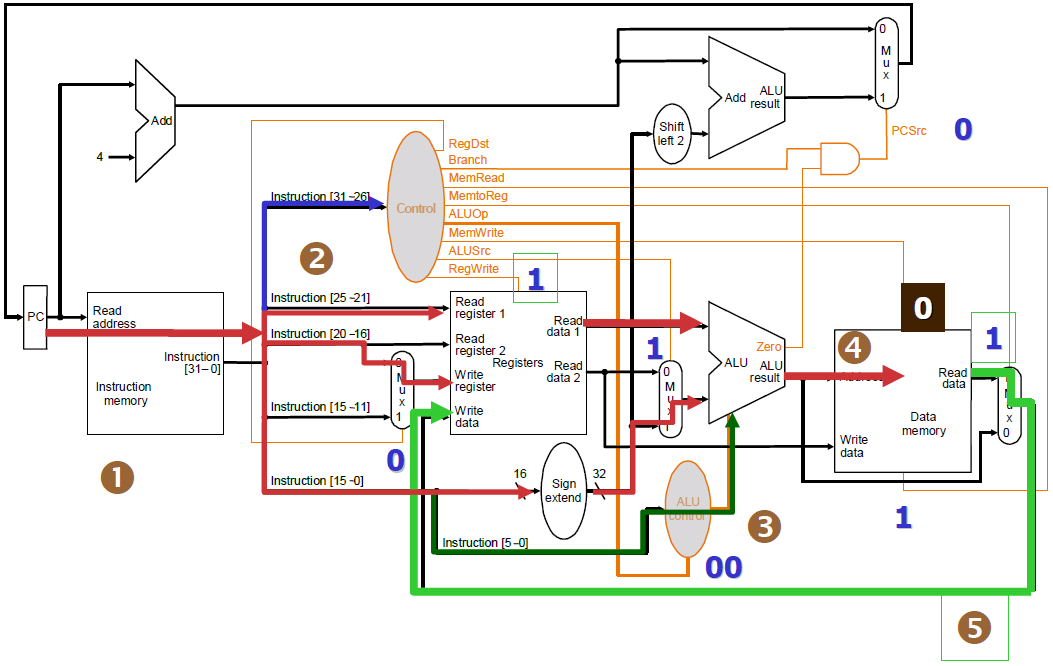 0
M
u
x
1
Add
ALU
result
Add
4
Shift
left 2
PCSrc
0
RegDst
Branch
MemRead
MemtoReg
ALUOp
MemWrite
ALUSrc
RegWrite
Control
Instruction [31–26]
2
1
Instruction [25–21]
Instruction [20–16]
Instruction [15–11]
Instruction [15–0]
PC
Read
address
Instruction
[31–0]
Instruction
memory
1
0
M
u
x
1
0
Read
register 1
Read
register 2
Write
register
Write
data
Registers
Read
data 1
Read
data 2
1
0
M
u
x
1
Zero
ALU
ALU
result
0
4
Address
Read
data
Data
memory
Write
data
1
1
M
u
x
0
1
16
Sign
extend
32
ALU
control
3
Instruction [5–0]
00
5